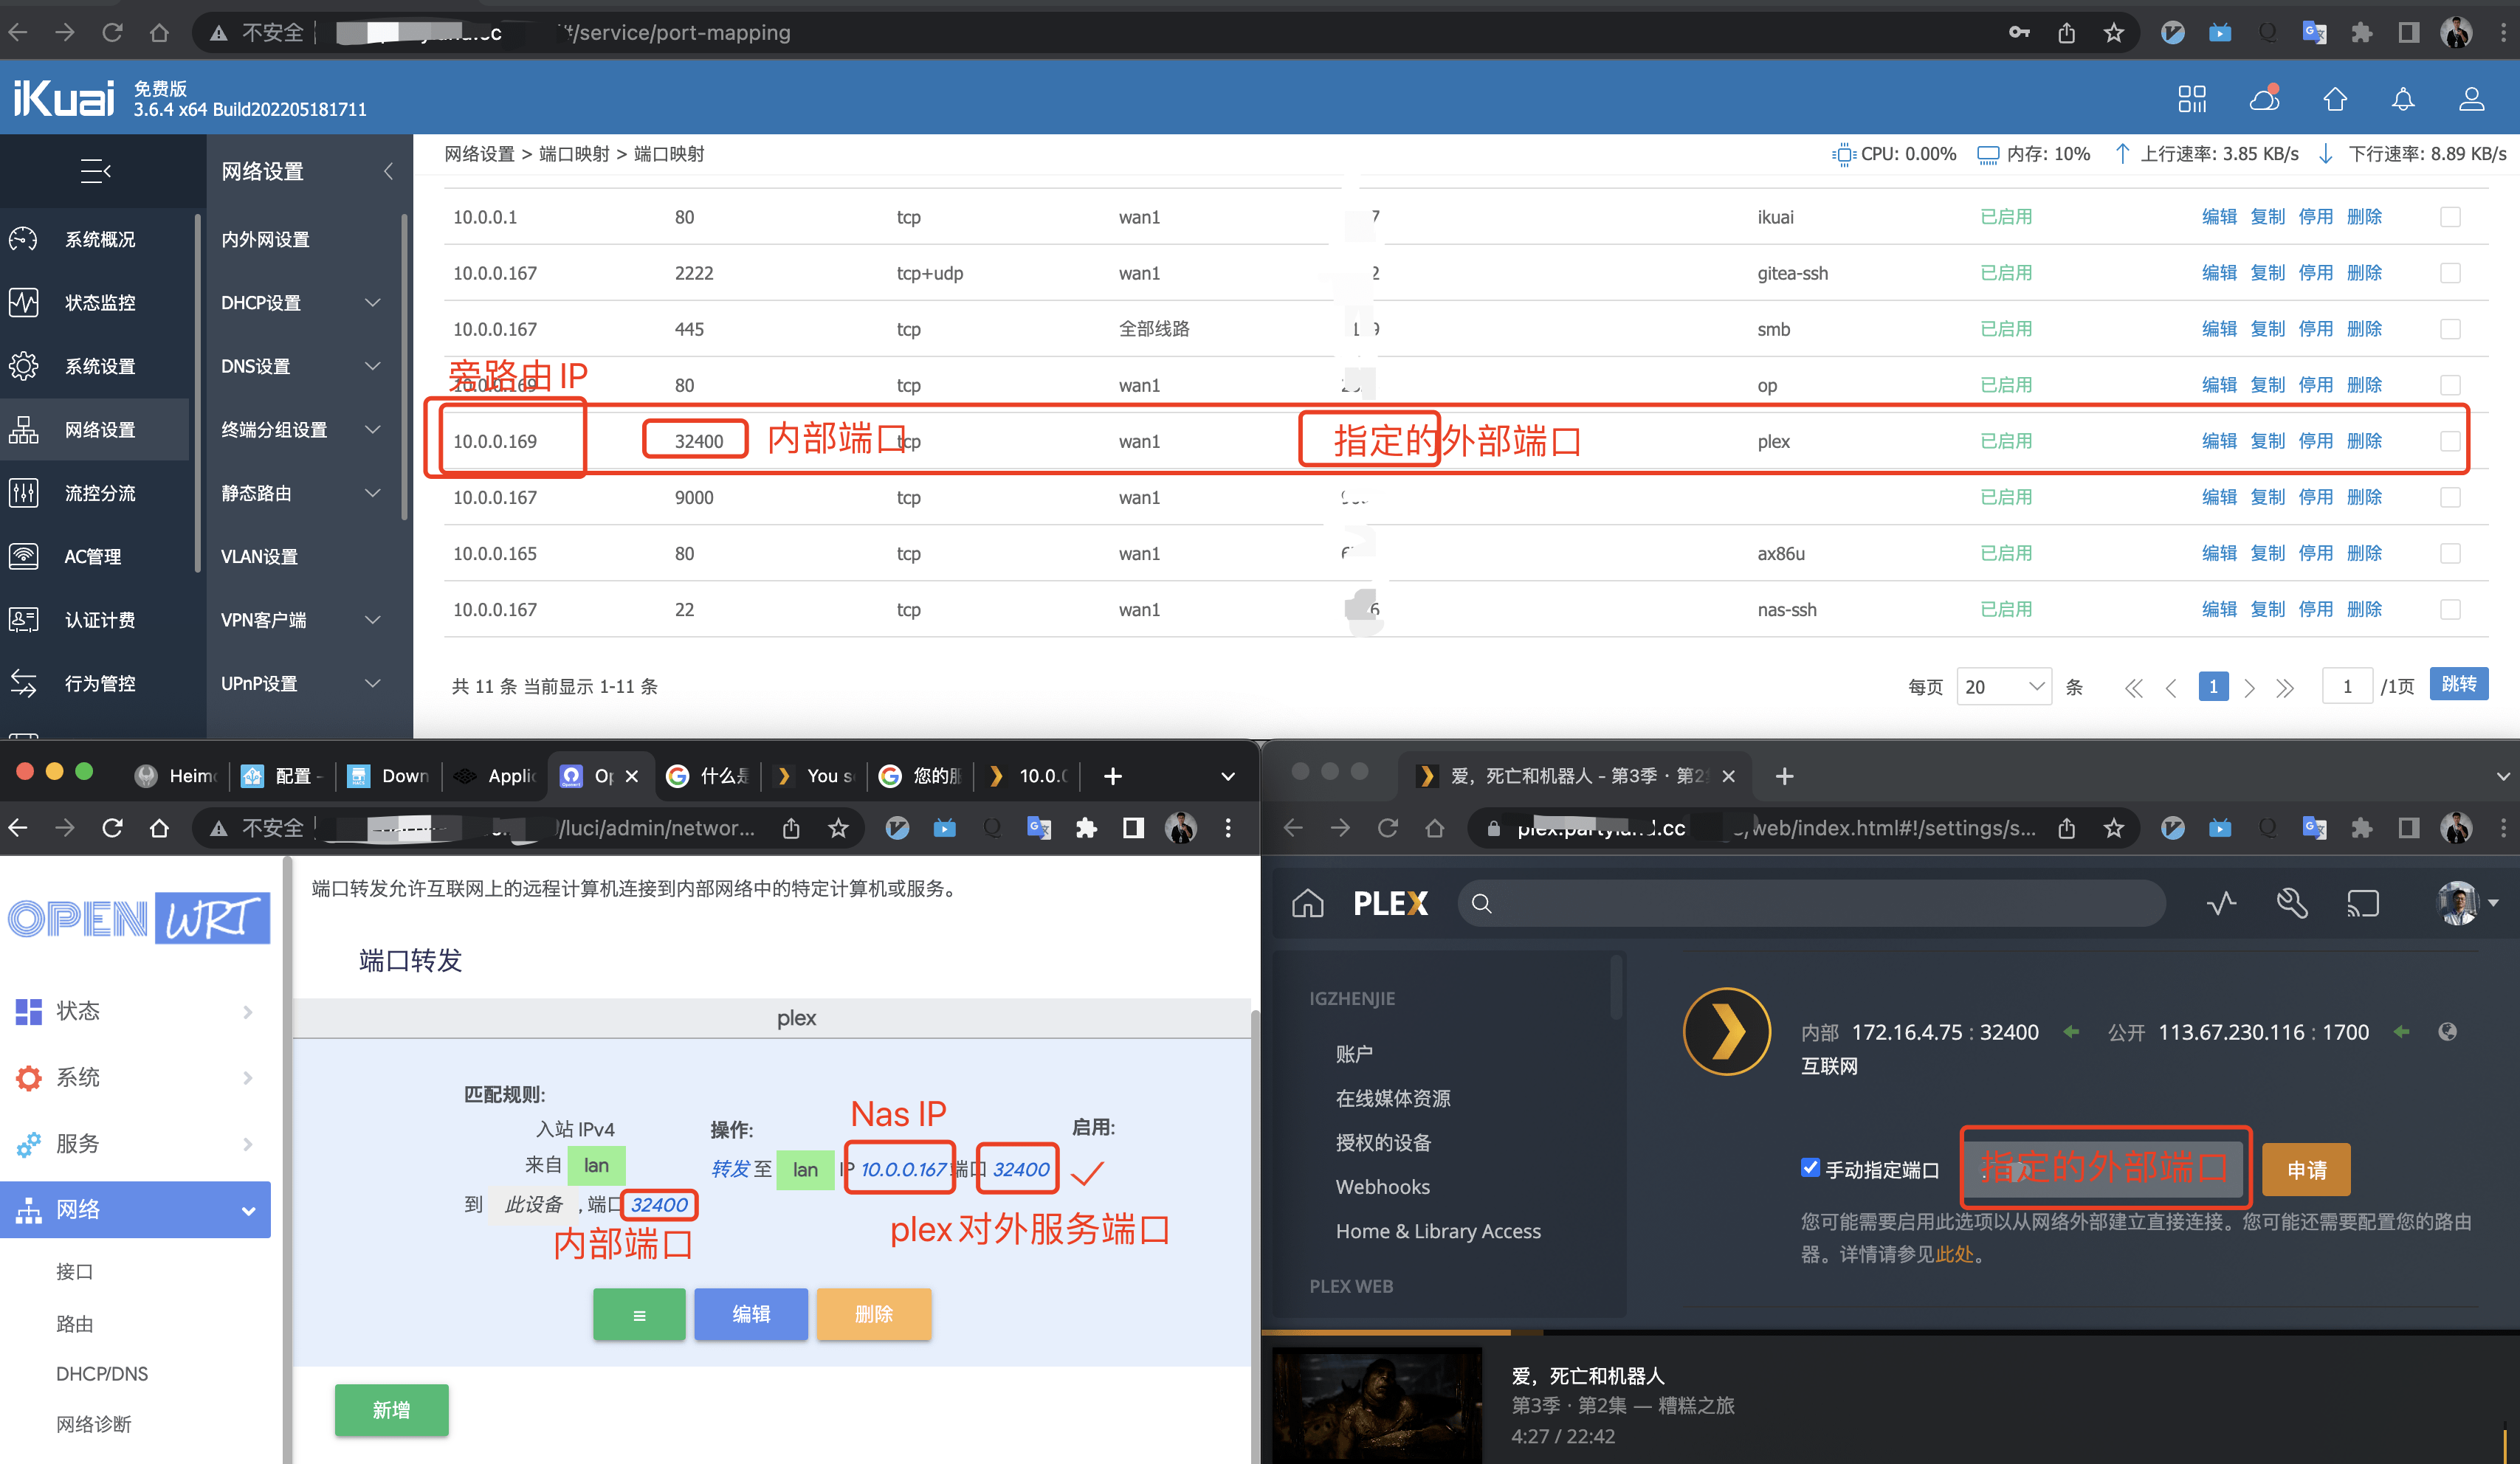 不安全
#/service/port-mapping
iKuai
免费版
3.6.4 x64 Build202205181711
网络设置 > 端口映射 > 端口映射
CPU: 0.00% 内存: 10% 上行速率: 3.85 KB/s 下行速率: 8.89 KB/s
系统概况
状态监控
系统设置
网络设置
流控分流
AC管理
认证计费
行为管控
网络设置
内外网设置
DHCP设置
DNS设置
终端分组设置
静态路由
VLAN设置
VPN客户端
UPnP设置
10.0.0.1 80 tcp wan1 7 ikuai 已启用 编辑 复制 停用 删除
10.0.0.167 2222 tcp+udp wan1 2 gitea-ssh 已启用 编辑 复制 停用 删除
10.0.0.167 445 tcp 全部线路 9 smb 已启用 编辑 复制 停用 删除
旁路由IP
10.0.0.169 80 tcp wan1 op 已启用 编辑 复制 停用 删除
10.0.0.169 32400 内部端口 tcp wan1 指定的外部端口 plex 已启用 编辑 复制 停用 删除
10.0.0.167 9000 tcp wan1 已启用 编辑 复制 停用 删除
10.0.0.165 80 tcp wan1 ax86u 已启用 编辑 复制 停用 删除
10.0.0.167 22 tcp wan1 6 nas-ssh 已启用 编辑 复制 停用 删除
共 11 条 当前显示 1-11 条
每页 20 条 1 1 /1页 跳转
Heim 配置 - Down Applic Op 什么是 You s 您的服 10.0.0
不安全 /luci/admin/networ...
OPENWRT
状态
系统
服务
网络
接口
路由
DHCP/DNS
网络诊断
端口转发允许互联网上的远程计算机连接到内部网络中的特定计算机或服务。
端口转发
plex
匹配规则:
入站 IPv4
来自 lan
到 此设备 , 端口 32400
内部端口
操作:
Nas IP
转发 至 lan IP 10.0.0.167 端口 32400
启用:
plex对外服务端口
≡ 编辑 删除
新增
爱，死亡和机器人 - 第3季 · 第2
plex.partyland.cc /web/index.html#!/settings/s...
PLEX
IGZHENJIE
账户
在线媒体资源
授权的设备
Webhooks
Home & Library Access
PLEX WEB
内部 172.16.4.75 : 32400 公开 113.67.230.116 : 1700
互联网
手动指定端口 指定的外部端口 申请
您可能需要启用此选项以从网络外部建立直接连接。您可能还需要配置您的路由
器。详情请参见此处。
爱，死亡和机器人
第3季 · 第2集 — 糟糕之旅
4:27 / 22:42